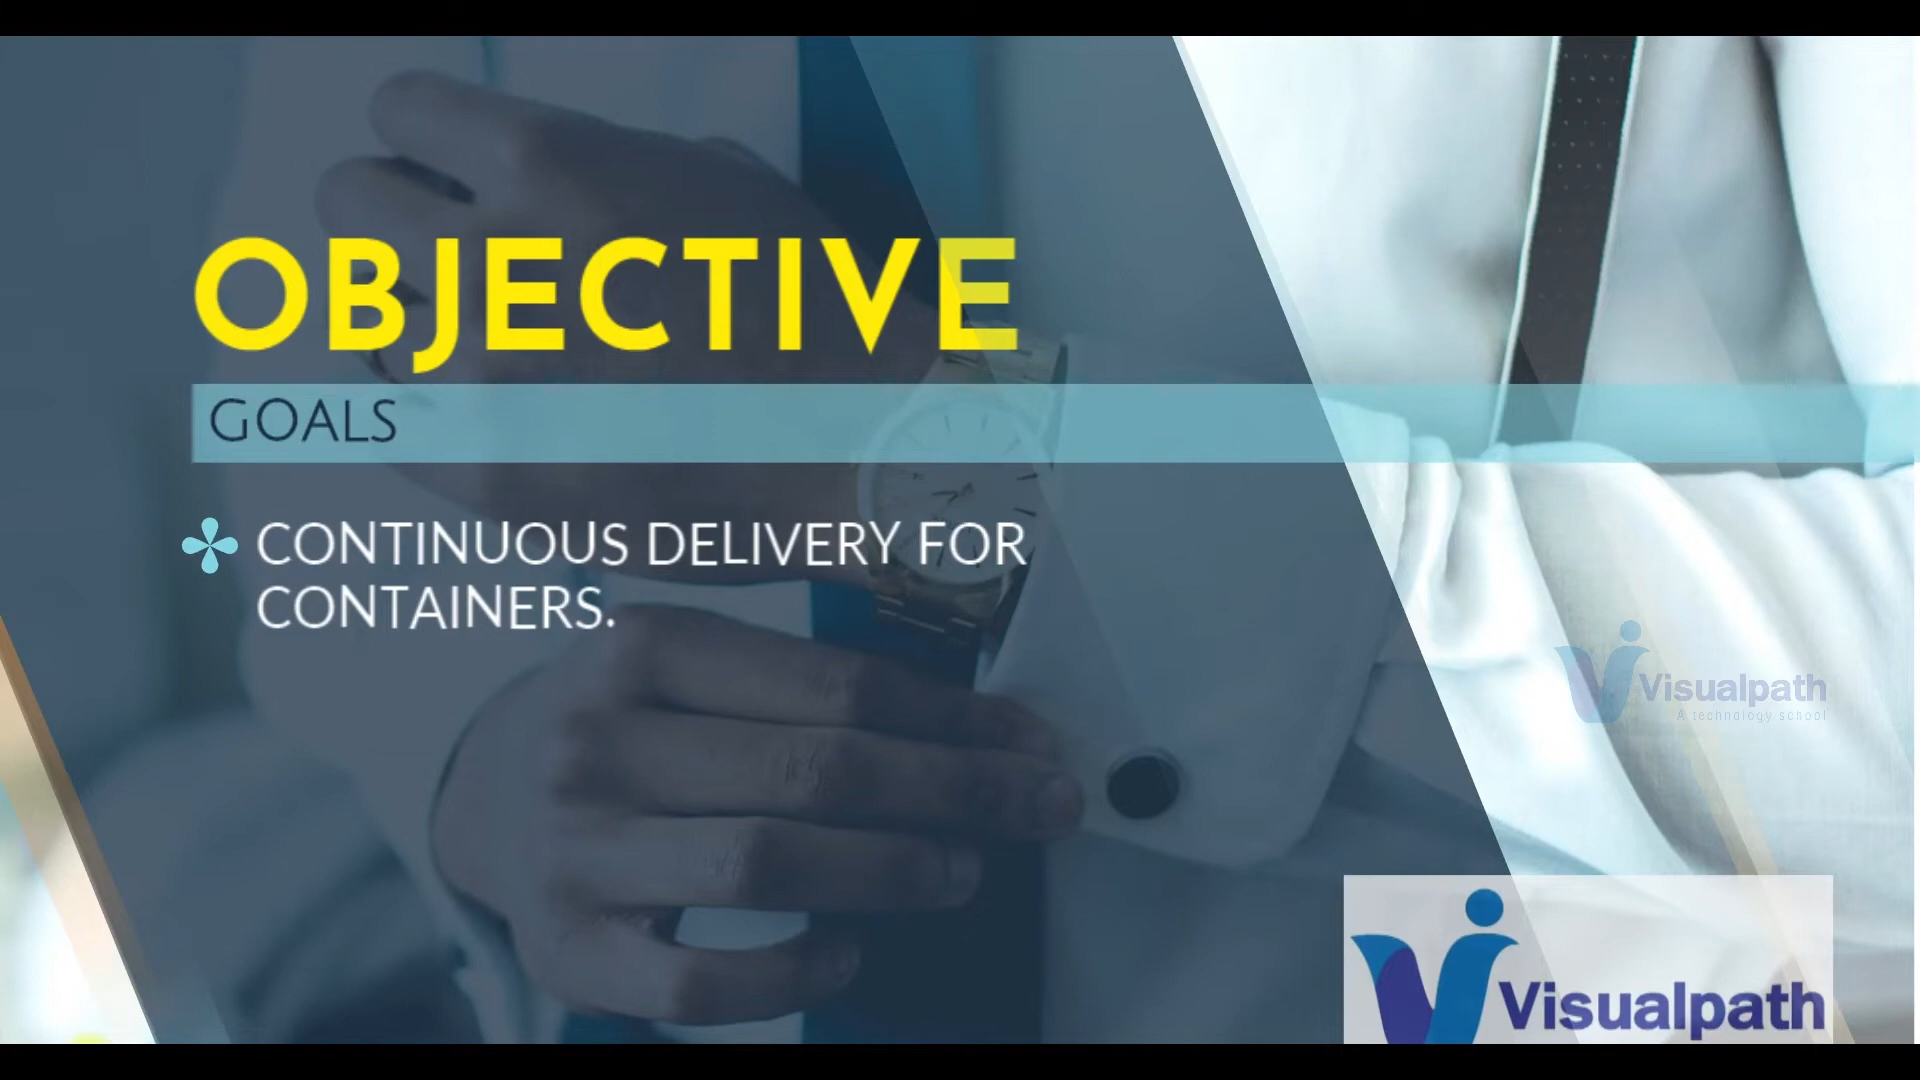 OBJECTIVE
GOALS
CONTINUOUS DELIVERY FOR
CONTAINERS.
Visualpath
A technology school
Visualpath